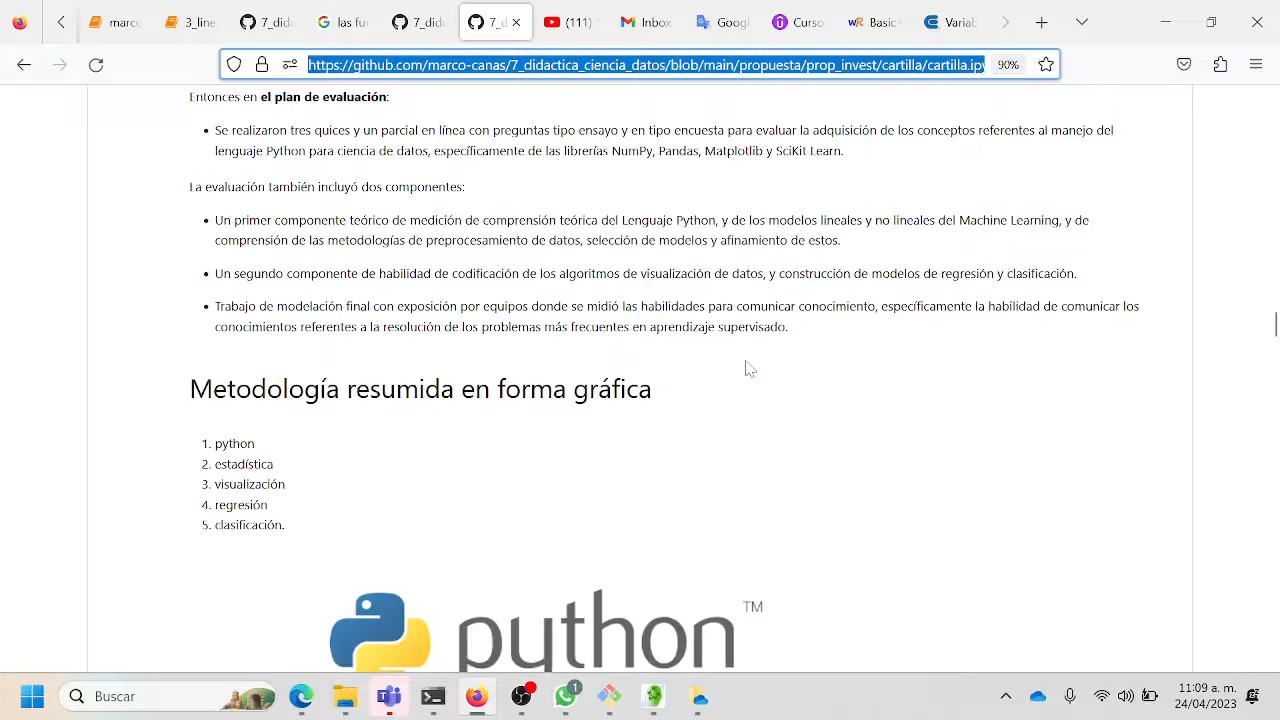 marco
3_line
7_dida
las fu
7_dida
7_d
(111)
Inbox
Googl
Curso
wR Basic
Variab
https://github.com/marco-canas/7_didactica_ciencia_datos/blob/main/propuesta/prop_invest/cartilla/cartilla.ipy
90%
Entonces en el plan de evaluación:
• Se realizaron tres quices y un parcial en línea con preguntas tipo ensayo y en tipo encuesta para evaluar la adquisición de los conceptos referentes al manejo del
lenguaje Python para ciencia de datos, específicamente de las librerías NumPy, Pandas, Matplotlib y SciKit Learn.
La evaluación también incluyó dos componentes:
• Un primer componente teórico de medición de comprensión teórica del Lenguaje Python, y de los modelos lineales y no lineales del Machine Learning, y de
comprensión de las metodologías de preprocesamiento de datos, selección de modelos y afinamiento de estos.
• Un segundo componente de habilidad de codificación de los algoritmos de visualización de datos, y construcción de modelos de regresión y clasificación.
• Trabajo de modelación final con exposición por equipos donde se midió las habilidades para comunicar conocimiento, específicamente la habilidad de comunicar los
conocimientos referentes a la resolución de los problemas más frecuentes en aprendizaje supervisado.
Metodología resumida en forma gráfica
1. python
2. estadística
3. visualización
4. regresión
5. clasificación.
python TM
Buscar
1
11:09 a. m.
24/04/2023